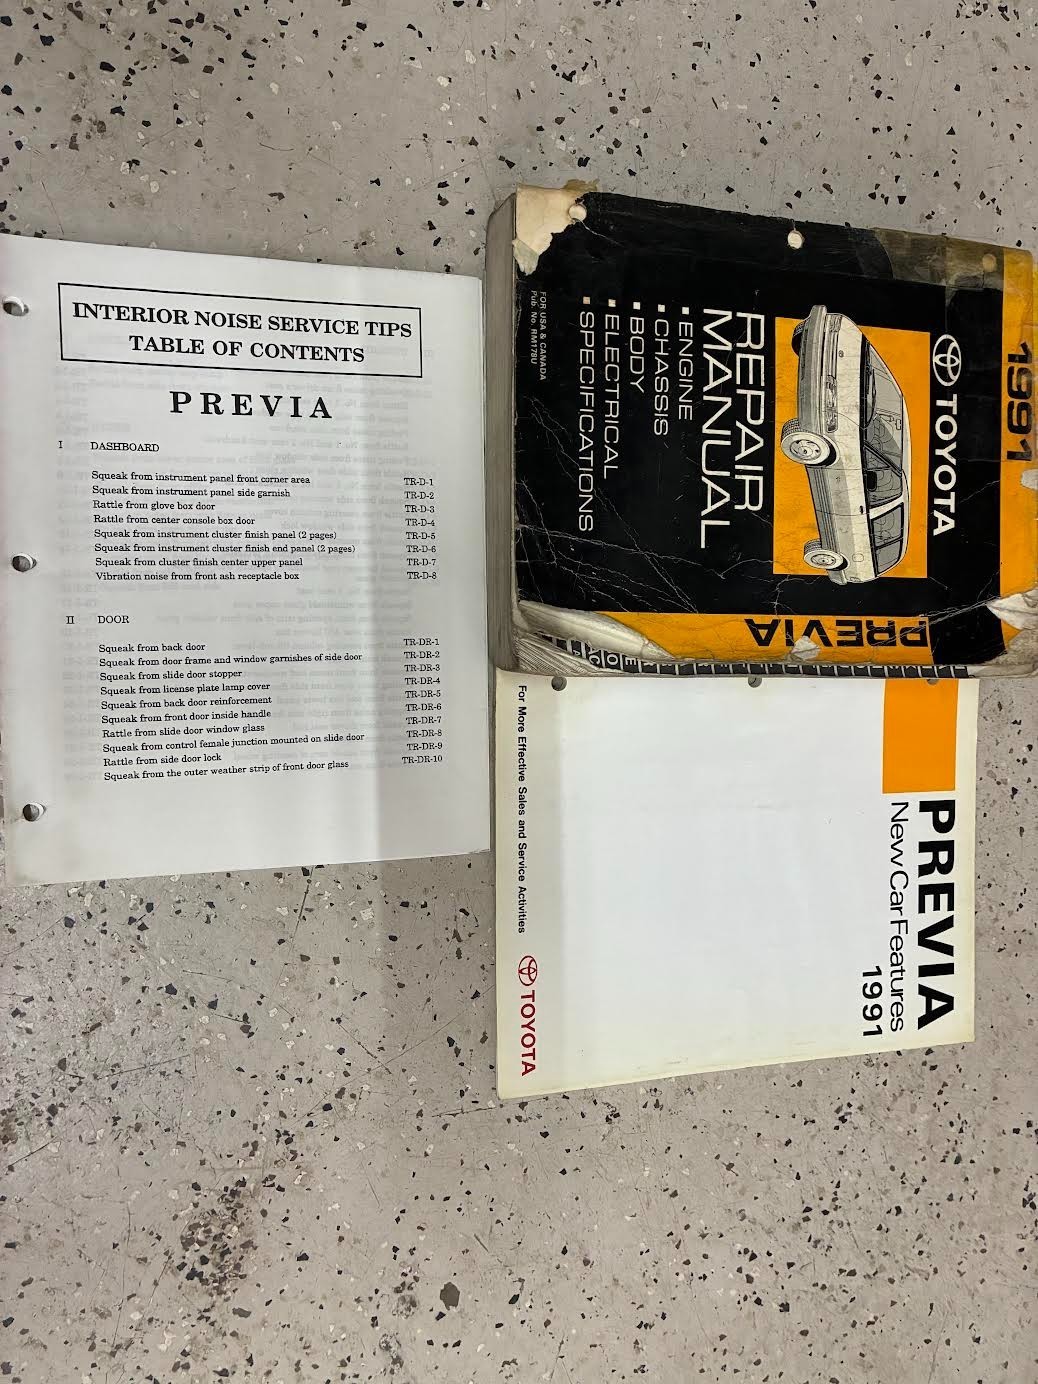 INTERIOR NOISE SERVICE TIPS
TABLE OF CONTENTS
PREVIA
I DASHBOARD
Squeak from instrument panel front corner area TR-D-1
Squeak from instrument panel side garnish TR-D-2
Rattle from glove box door TR-D-3
Rattle from center console box door TR-D-4
Squeak from instrument cluster finish panel (2 pages) TR-D-5
Squeak from instrument cluster finish end panel (2 pages) TR-D-6
Squeak from cluster finish center upper panel TR-D-7
Vibration noise from front ash receptacle box TR-D-8
II DOOR
Squeak from back door TR-DR-1
Squeak from door frame and window garnishes of side door TR-DR-2
Squeak from slide door stopper TR-DR-3
Squeak from license plate lamp cover TR-DR-4
Squeak from back door reinforcement TR-DR-5
Squeak from front door inside handle TR-DR-6
Rattle from slide door window glass TR-DR-7
Squeak from control female junction mounted on slide door TR-DR-8
Rattle from side door lock TR-DR-9
Squeak from the outer weather strip of front door glass TR-DR-10
1991
TOYOTA
REPAIR
MANUAL
▪ ENGINE
▪ CHASSIS
▪ BODY
▪ ELECTRICAL
▪ SPECIFICATIONS
FOR USA & CANADA
Pub. No. RM178U
PREVIA
PREVIA
New Car Features
1991
For More Effective Sales and Service Activities
TOYOTA